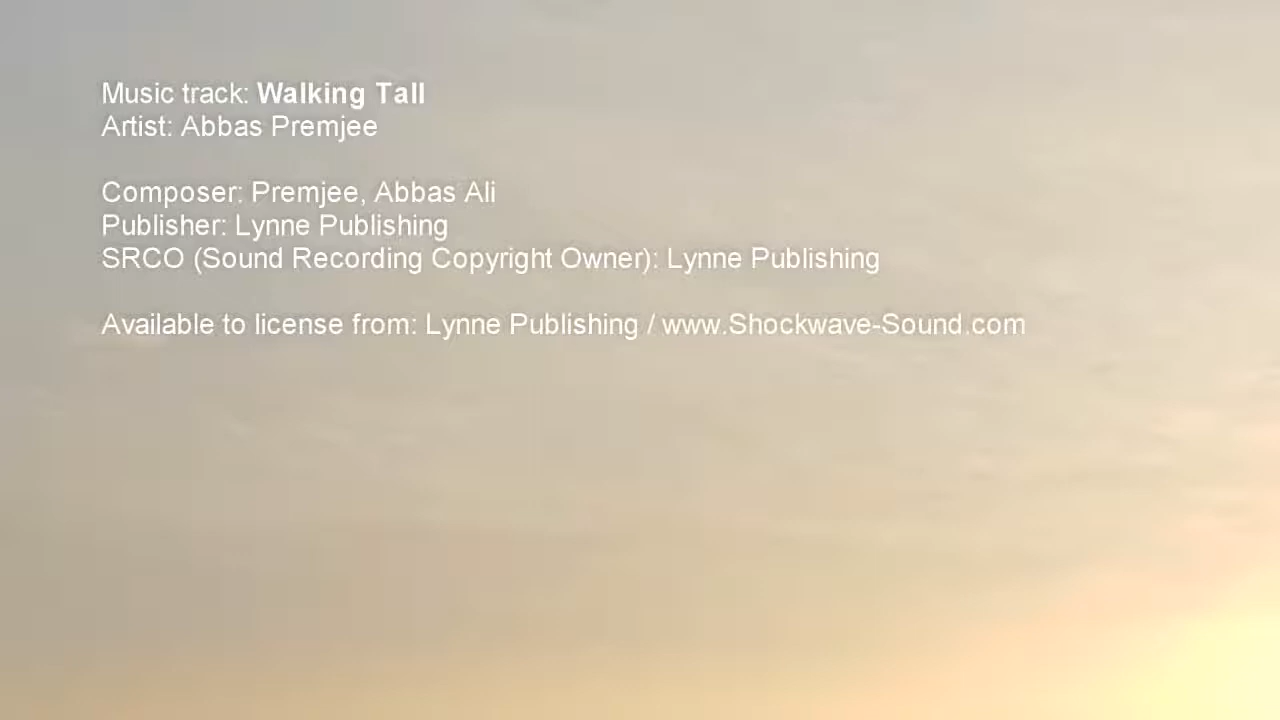 Music track: Walking Tall
Artist: Abbas Premjee
Composer: Premjee, Abbas Ali
Publisher: Lynne Publishing
SRCO (Sound Recording Copyright Owner): Lynne Publishing
Available to license from: Lynne Publishing / www.Shockwave-Sound.com